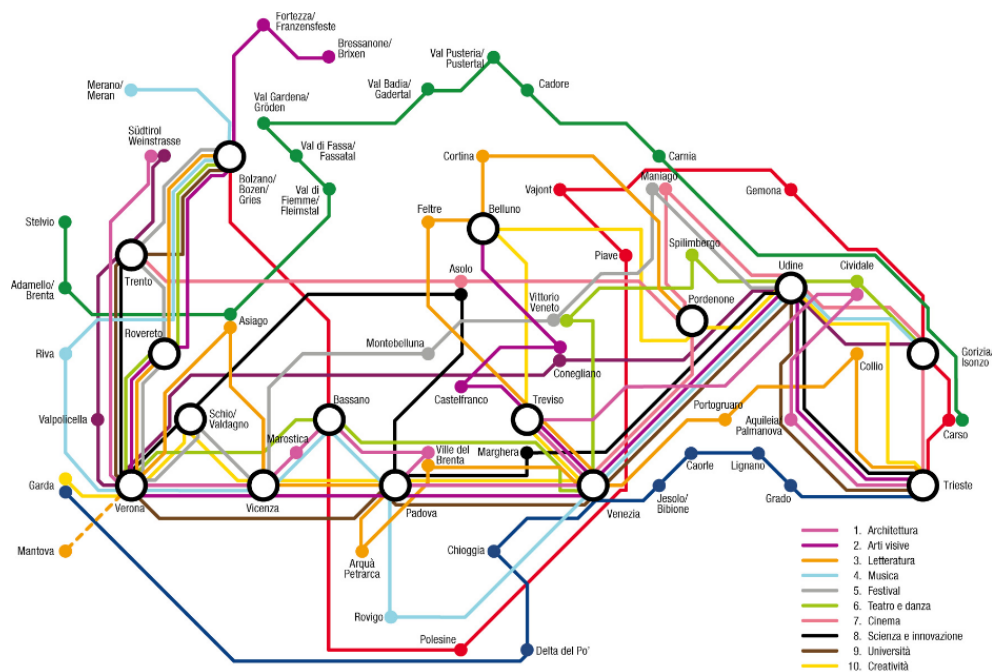 Fortezza/
Franzensfeste
Bressanone/
Brixen
Val Pusteria/
Pustertal
Merano/
Meran
Val Badia/
Gadertal
Cadore
Val Gardena/
Gröden
Südtirol
Weinstrasse
Val di Fassa/
Fassatal
Cortina
Carnia
Bolzano/
Bozen/
Gries
Val di
Fiemme/
Fleimstal
Maniago
Vajont
Gemona
Stelvio
Feltre
Belluno
Piave
Spilimbergo
Trento
Asolo
Udine
Cividale
Adamello/
Brenta
Vittorio
Veneto
Pordenone
Asiago
Rovereto
Riva
Montebelluna
Conegliano
Collio
Gorizia/
Isonzo
Castelfranco
Valpolicella
Schio/
Valdagno
Bassano
Treviso
Portogruaro
Aquileia/
Palmanova
Carso
Marostica
Ville del
Brenta
Marghera
Caorle
Lignano
Garda
Verona
Vicenza
Padova
Venezia
Jesolo/
Bibione
Grado
Trieste
Mantova
Arquà
Petrarca
Chioggia
Rovigo
Polesine
Delta del Po'
1. Architettura
2. Arti visive
3. Letteratura
4. Musica
5. Festival
6. Teatro e danza
7. Cinema
8. Scienza e innovazione
9. Università
10. Creatività